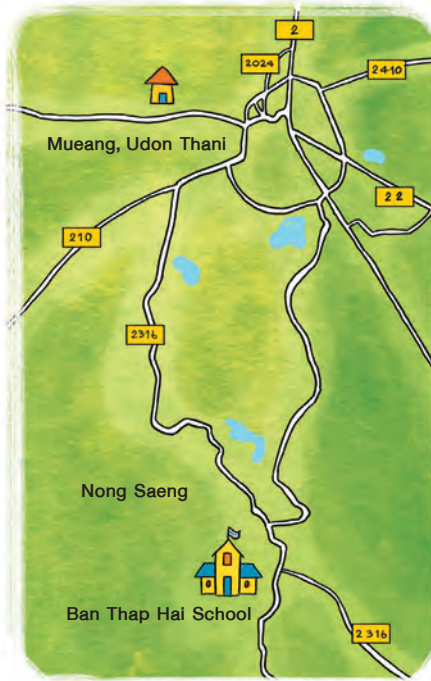 2
2024
2410
Mueang, Udon Thani
22
210
2316
Nong Saeng
Ban Thap Hai School
2316